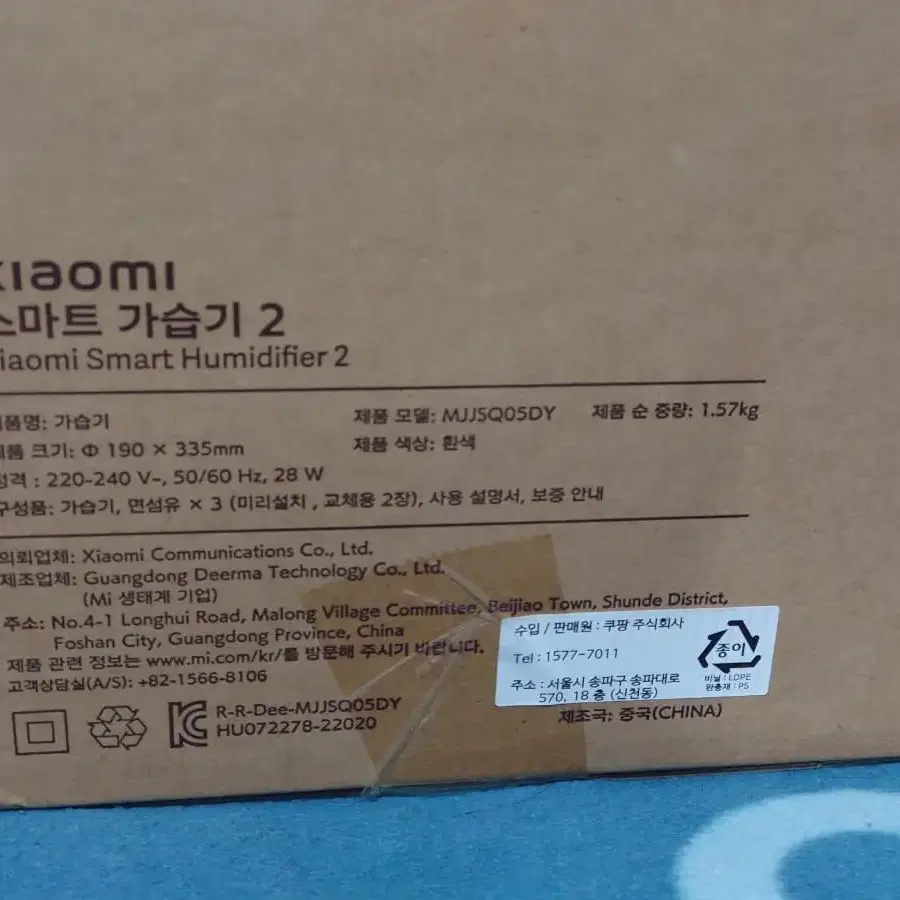 xiaomi
스마트 가습기 2
Xiaomi Smart Humidifier 2
제품명: 가습기
제품 모델: MJJSQ05DY
제품 순 중량: 1.57kg
제품 크기: Φ 190 × 335mm
제품 색상: 흰색
정격 : 220-240 V~, 50/60 Hz, 28 W
구성품: 가습기, 면섬유 × 3 (미리설치 , 교체용 2장), 사용 설명서, 보증 안내
의뢰업체: Xiaomi Communications Co., Ltd.
제조업체: Guangdong Deerma Technology Co., Ltd.
(Mi 생태계 기업)
주소: No.4-1 Longhui Road, Malong Village Committee, Beijiao Town, Shunde District,
Foshan City, Guangdong Province, China
제품 관련 정보는 www.mi.com/kr/를 방문해 주시기 바랍니다.
고객상담실(A/S): +82-1566-8106
R-R-Dee-MJJSQ05DY
HU072278-22020
수입 / 판매원 : 쿠팡 주식회사
Tel : 1577-7011
주소 : 서울시 송파구 송파대로
570, 18 층 (신천동)
종이
비닐 : LDPE
완충재 : PS
제조국: 중국(CHINA)